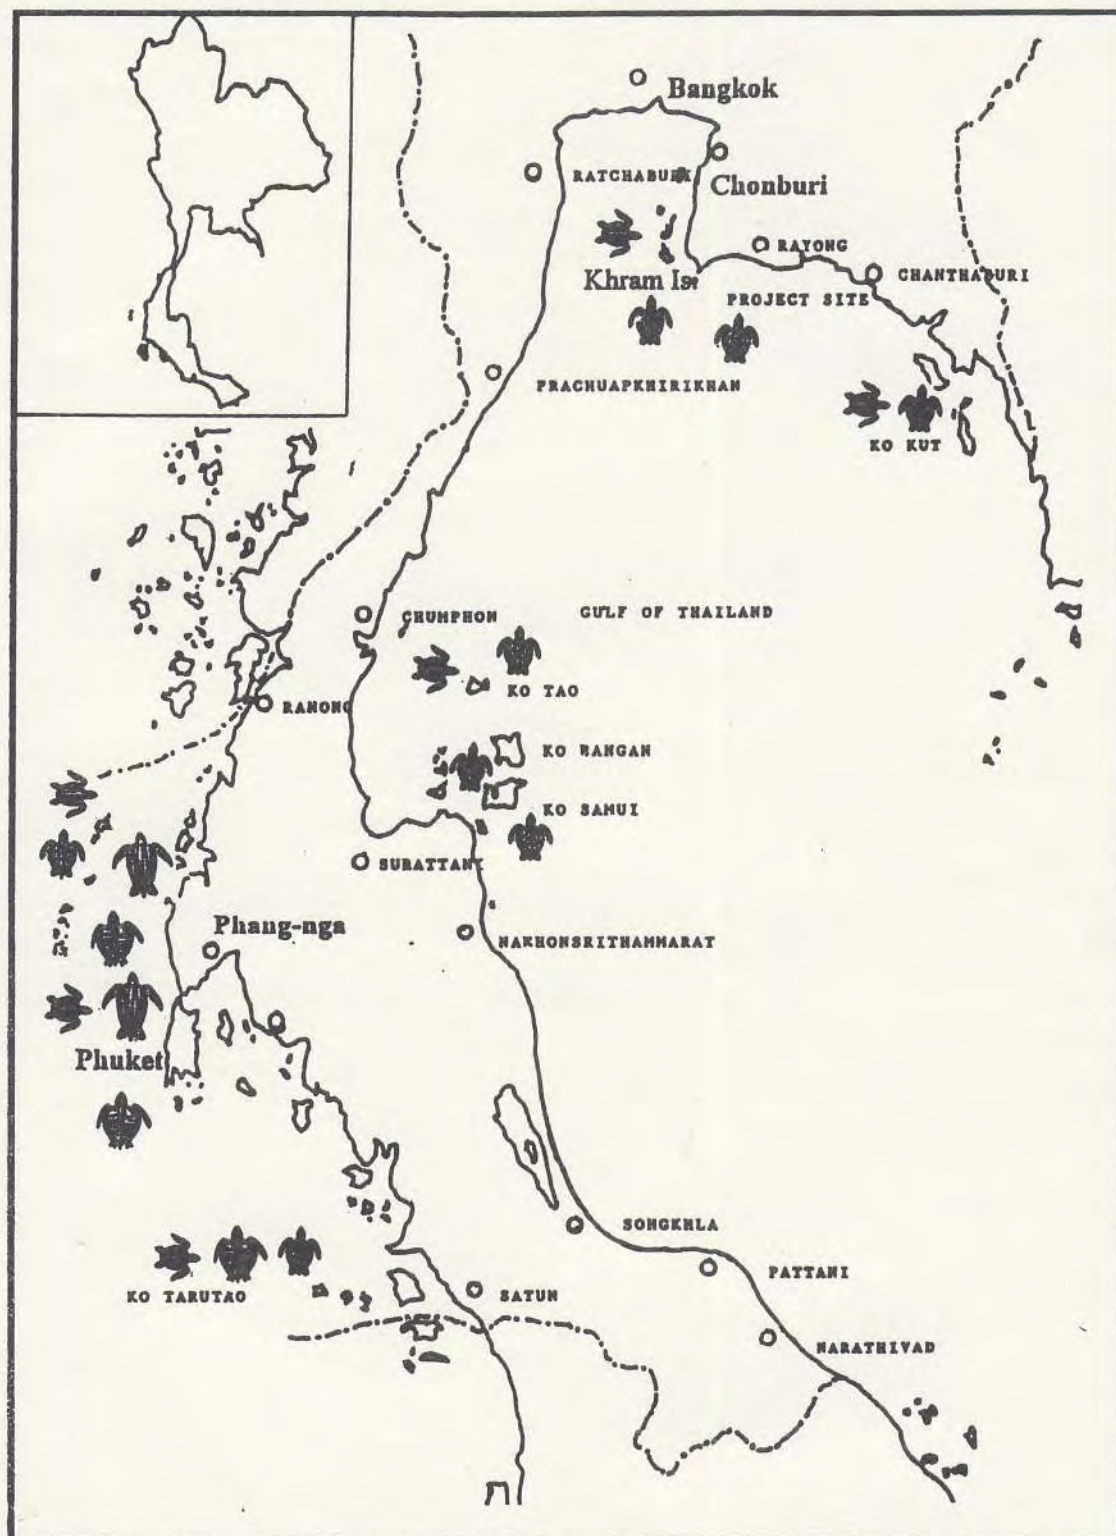 Bangkok
RATCHABURI
Chonburi
RAYONG
CHANTHABURI
Khram Is.
PROJECT SITE
PRACHUAPKHIRIKHAN
KO KUT
CHUMPHON
GULF OF THAILAND
KO TAO
RANONG
KO PANGAN
KO SAMUI
SURATTANI
Phang-nga
NAKHONSRITHAMMARAT
Phuket
SONGKHLA
PATTANI
KO TARUTAO
SATUN
NARATHIVAD